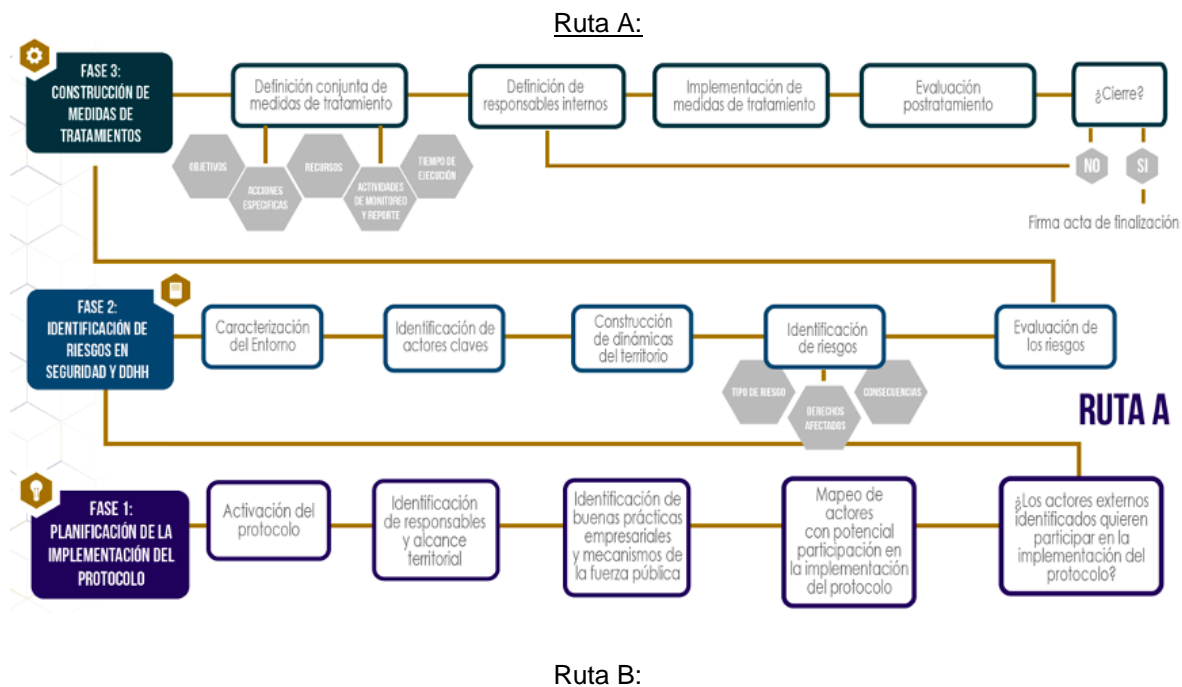 Ruta A:
FASE 3:
CONSTRUCCIÓN DE
MEDIDAS DE
TRATAMIENTOS
Definición conjunta de
medidas de tratamiento
OBJETIVOS
ACCIONES
ESPECIFICAS
RECURSOS
ACTIVIDADES
DE MONITOREO
Y REPORTE
TIEMPO DE
EJECUCIÓN
Definición de
responsables internos
Implementación de
medidas de tratamiento
Evaluación
postratamiento
¿Cierre?
NO
SI
Firma acta de finalización
FASE 2:
IDENTIFICACIÓN DE
RIESGOS EN
SEGURIDAD Y DDHH
Caracterización
del Entorno
Identificación de
actores claves
Construcción
de dinámicas
del territorio
Identificación
de riesgos
TIPO DE RIESGO
DERECHOS
AFECTADOS
CONSECUENCIAS
Evaluación de
los riesgos
RUTA A
FASE 1:
PLANIFICACIÓN DE LA
IMPLEMENTACIÓN DEL
PROTOCOLO
Activación del
protocolo
Identificación
de responsables
y alcance
territorial
Identificación de
buenas prácticas
empresariales
y mecanismos de
la fuerza pública
Mapeo de
actores
con potencial
participación en
la implementación
del protocolo
¿Los actores externos
identificados quieren
participar en la
implementación del
protocolo?
Ruta B: